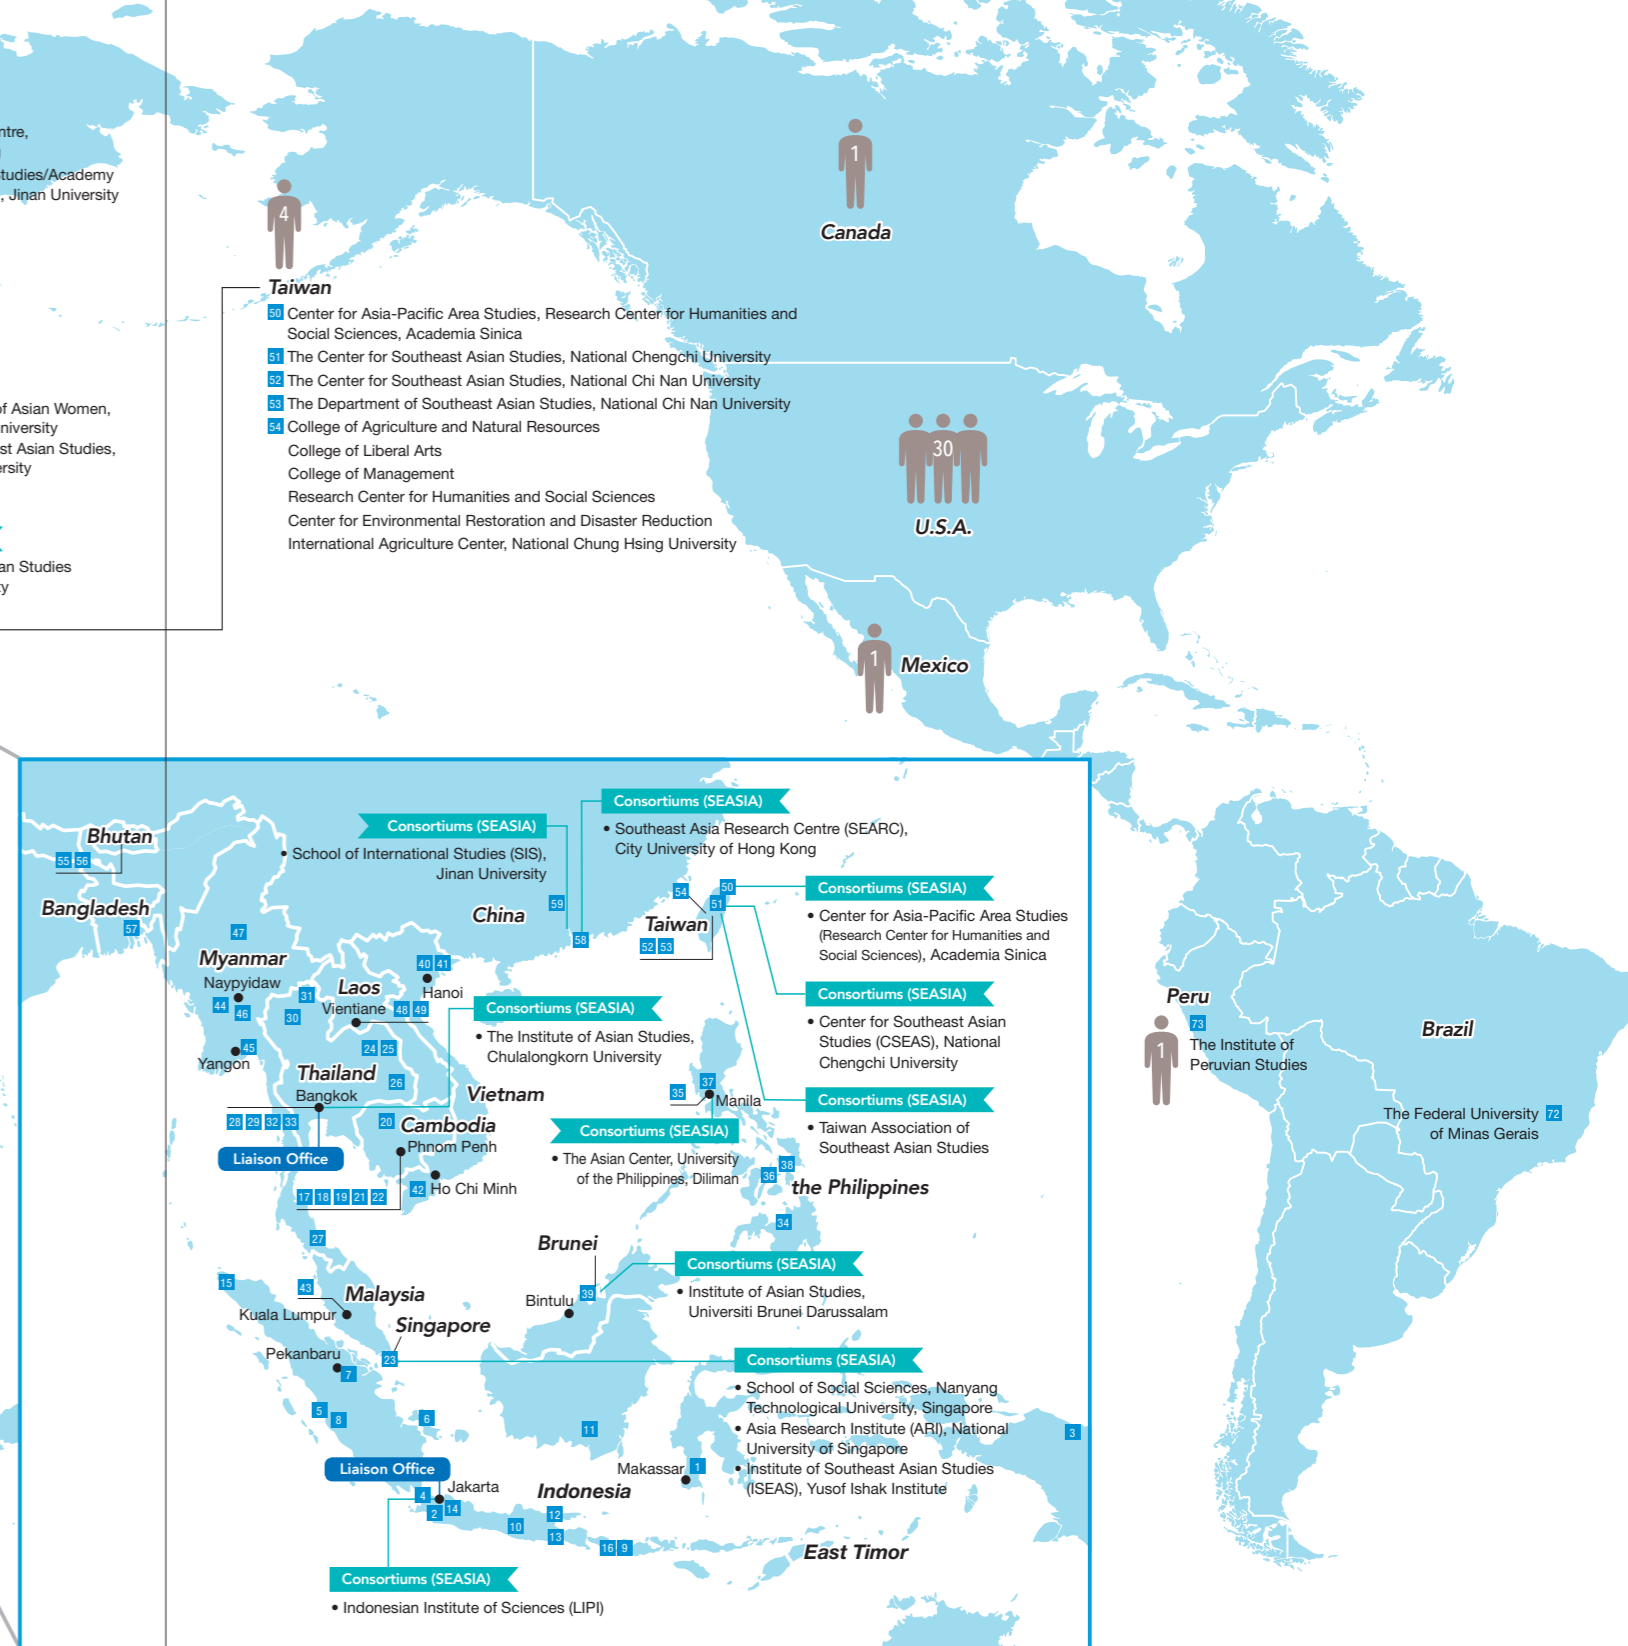 ntre,
tudies/Academy
, Jinan University
of Asian Women,
niversity
st Asian Studies,
ersity
an Studies
ty
4
Taiwan
50 Center for Asia-Pacific Area Studies, Research Center for Humanities and
Social Sciences, Academia Sinica
51 The Center for Southeast Asian Studies, National Chengchi University
52 The Center for Southeast Asian Studies, National Chi Nan University
53 The Department of Southeast Asian Studies, National Chi Nan University
54 College of Agriculture and Natural Resources
College of Liberal Arts
College of Management
Research Center for Humanities and Social Sciences
Center for Environmental Restoration and Disaster Reduction
International Agriculture Center, National Chung Hsing University
1
Canada
30
U.S.A.
1
Mexico
Bhutan
55 56
Bangladesh
57
Consortiums (SEASIA)
• School of International Studies (SIS),
Jinan University
Consortiums (SEASIA)
• Southeast Asia Research Centre (SEARC),
City University of Hong Kong
China
59
58
54
50
51
Taiwan
52 53
Consortiums (SEASIA)
• Center for Asia-Pacific Area Studies
(Research Center for Humanities and
Social Sciences), Academia Sinica
Consortiums (SEASIA)
• Center for Southeast Asian
Studies (CSEAS), National
Chengchi University
Consortiums (SEASIA)
• Taiwan Association of
Southeast Asian Studies
47
Myanmar
Naypyidaw
44
46
45
Yangon
40 41
Hanoi
Laos
Vientiane
48 49
31
30
24 25
26
Thailand
Bangkok
28 29 32 33
Liaison Office
Consortiums (SEASIA)
• The Institute of Asian Studies,
Chulalongkorn University
Vietnam
20
Cambodia
Phnom Penh
17 18 19 21 22
42
Ho Chi Minh
27
35
37
Manila
Consortiums (SEASIA)
• The Asian Center, University
of the Philippines, Diliman
38
36
the Philippines
34
Brunei
39
Bintulu
Consortiums (SEASIA)
• Institute of Asian Studies,
Universiti Brunei Darussalam
15
43
Malaysia
Kuala Lumpur
Singapore
23
Pekanbaru
7
5
8
6
11
Consortiums (SEASIA)
• School of Social Sciences, Nanyang
Technological University, Singapore
• Asia Research Institute (ARI), National
University of Singapore
• Institute of Southeast Asian Studies
(ISEAS), Yusof Ishak Institute
3
Makassar
1
Liaison Office
Jakarta
4
2
14
Indonesia
10
12
13
16 9
East Timor
Consortiums (SEASIA)
• Indonesian Institute of Sciences (LIPI)
Peru
1
73
The Institute of
Peruvian Studies
Brazil
The Federal University 72
of Minas Gerais